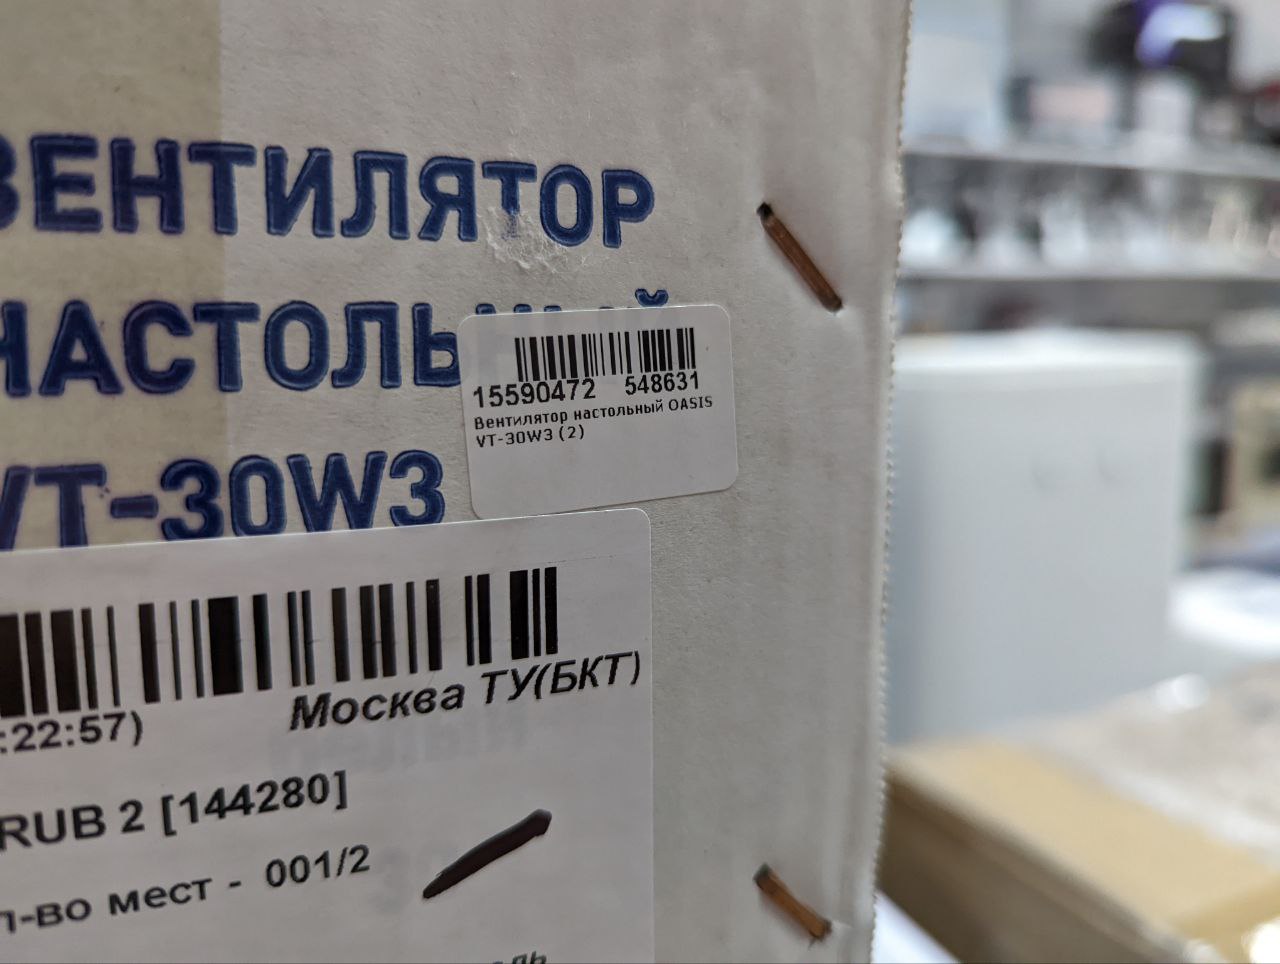 ВЕНТИЛЯТОР
НАСТОЛЬНЫЙ
VT-30W3
15590472 548631
Вентилятор настольный OASIS
VT-30W3 (2)
Москва ТУ(БКТ)
:22:57)
RUB 2 [144280]
л-во мест - 001/2